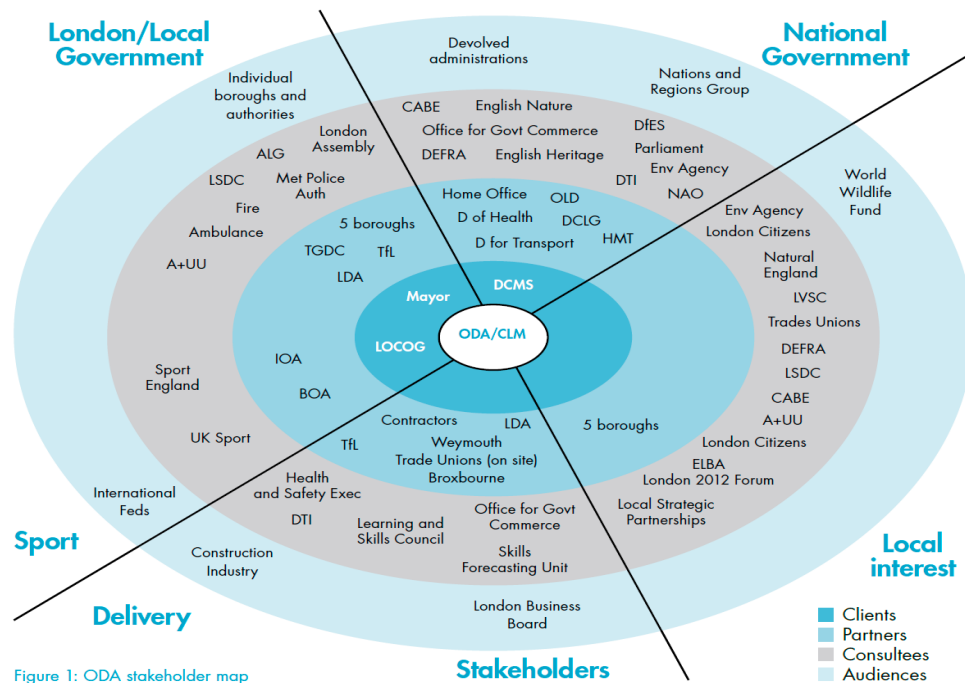 London/Local
Government
National
Government
Devolved
administrations
Individual
boroughs and
authorities
Nations and
Regions Group
CABE
English Nature
Office for Govt Commerce
DEFRA
English Heritage
DfES
Parliament
Env Agency
DTI
NAO
London
Assembly
ALG
LSDC
Met Police
Auth
Fire
Ambulance
A+UU
World
Wildlife
Fund
Home Office
OLD
D of Health
DCLG
D for Transport
HMT
5 boroughs
TGDC
TfL
LDA
Env Agency
London Citizens
Natural
England
LVSC
Trades Unions
DEFRA
LSDC
CABE
A+UU
London Citizens
ELBA
London 2012 Forum
Local Strategic
Partnerships
Mayor
DCMS
ODA/CLM
LOCOG
IOA
BOA
Sport
England
UK Sport
International
Feds
Contractors
LDA
5 boroughs
TfL
Weymouth
Trade Unions (on site)
Broxbourne
Health
and Safety Exec
DTI
Learning and
Skills Council
Office for Govt
Commerce
Skills
Forecasting Unit
Construction
Industry
London Business
Board
Sport
Delivery
Stakeholders
Local
interest
Clients
Partners
Consultees
Audiences
Figure 1: ODA stakeholder map